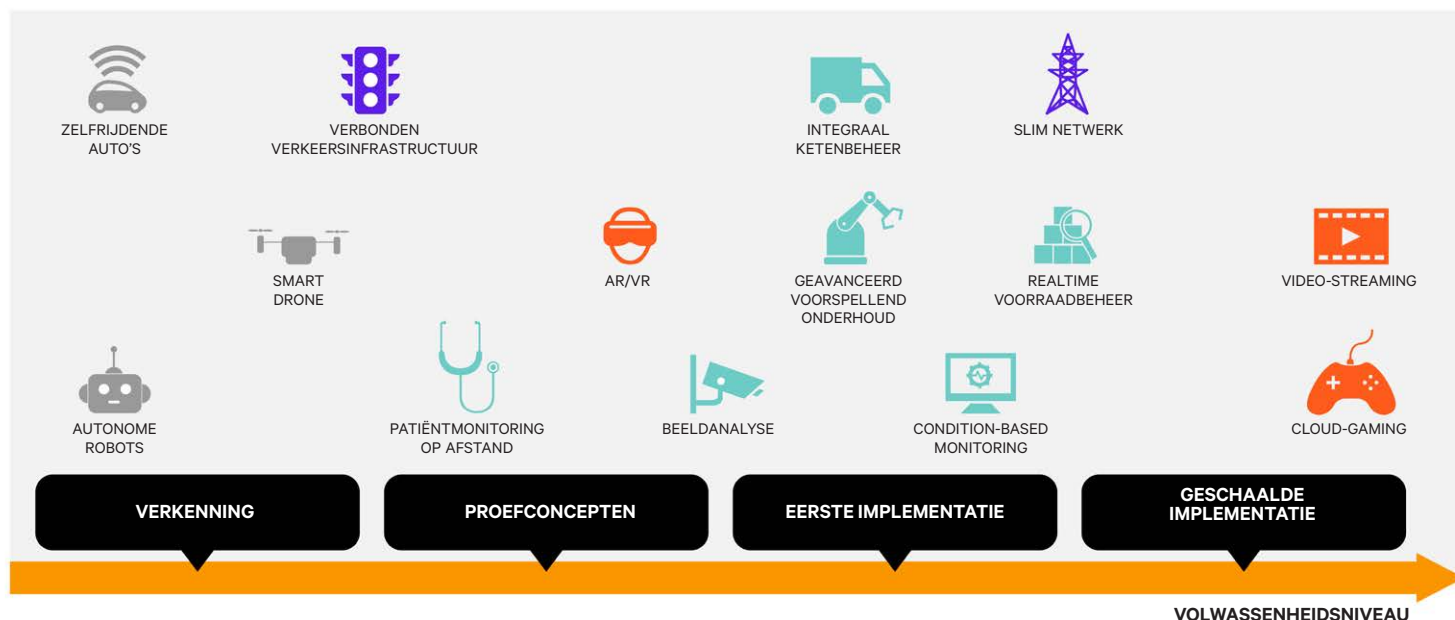 ZELFRIJDENDE
AUTO'S
VERBONDEN
VERKEERSINFRASTRUCTUUR
INTEGRAAL
KETENBEHEER
SLIM NETWERK
SMART
DRONE
AR/VR
GEAVANCEERD
VOORSPELLEND
ONDERHOUD
REALTIME
VOORRAADBEHEER
VIDEO-STREAMING
AUTONOME
ROBOTS
PATIËNTMONITORING
OP AFSTAND
BEELDANALYSE
CONDITION-BASED
MONITORING
CLOUD-GAMING
VERKENNING
PROEFCONCEPTEN
EERSTE IMPLEMENTATIE
GESCHAALDE
IMPLEMENTATIE
VOLWASSENHEIDSNIVEAU